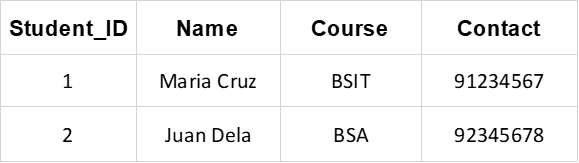 Student_ID Name Course Contact
1 Maria Cruz BSIT 91234567
2 Juan Dela BSA 92345678